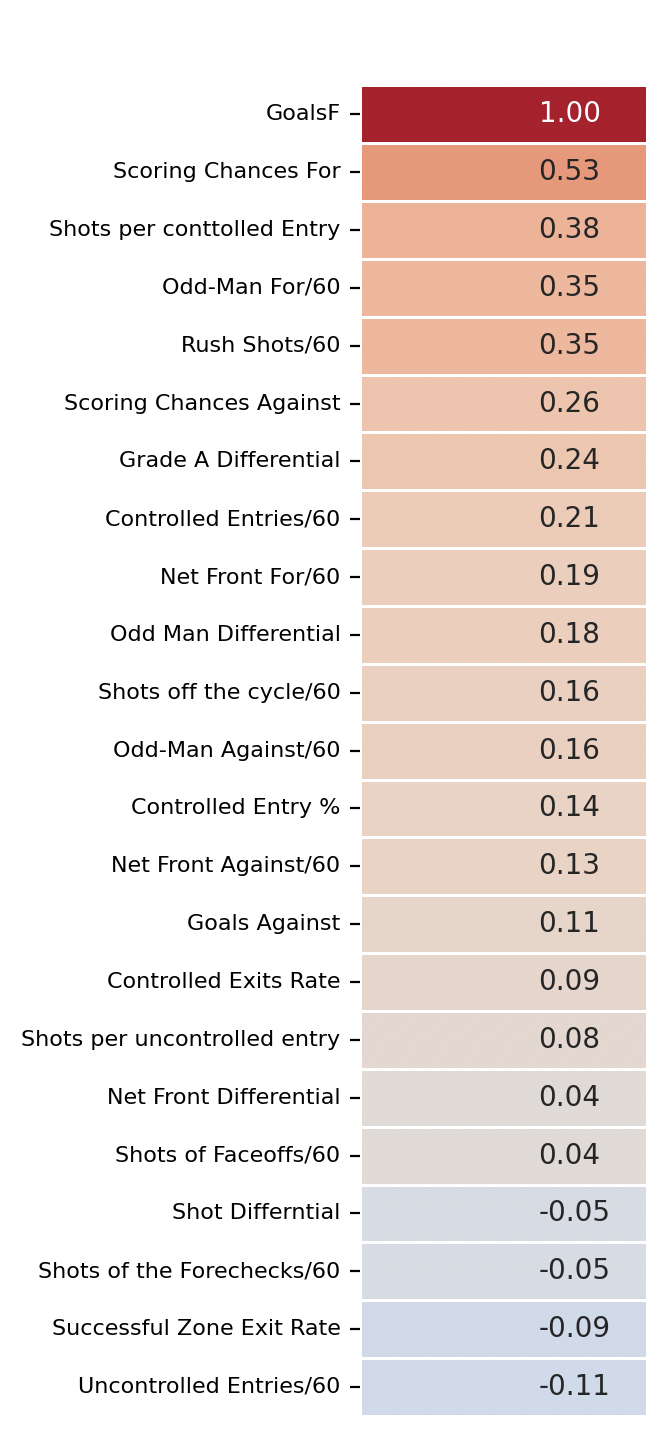 GoalsF 1.00
Scoring Chances For 0.53
Shots per conttolled Entry 0.38
Odd-Man For/60 0.35
Rush Shots/60 0.35
Scoring Chances Against 0.26
Grade A Differential 0.24
Controlled Entries/60 0.21
Net Front For/60 0.19
Odd Man Differential 0.18
Shots off the cycle/60 0.16
Odd-Man Against/60 0.16
Controlled Entry % 0.14
Net Front Against/60 0.13
Goals Against 0.11
Controlled Exits Rate 0.09
Shots per uncontrolled entry 0.08
Net Front Differential 0.04
Shots of Faceoffs/60 0.04
Shot Differntial -0.05
Shots of the Forechecks/60 -0.05
Successful Zone Exit Rate -0.09
Uncontrolled Entries/60 -0.11